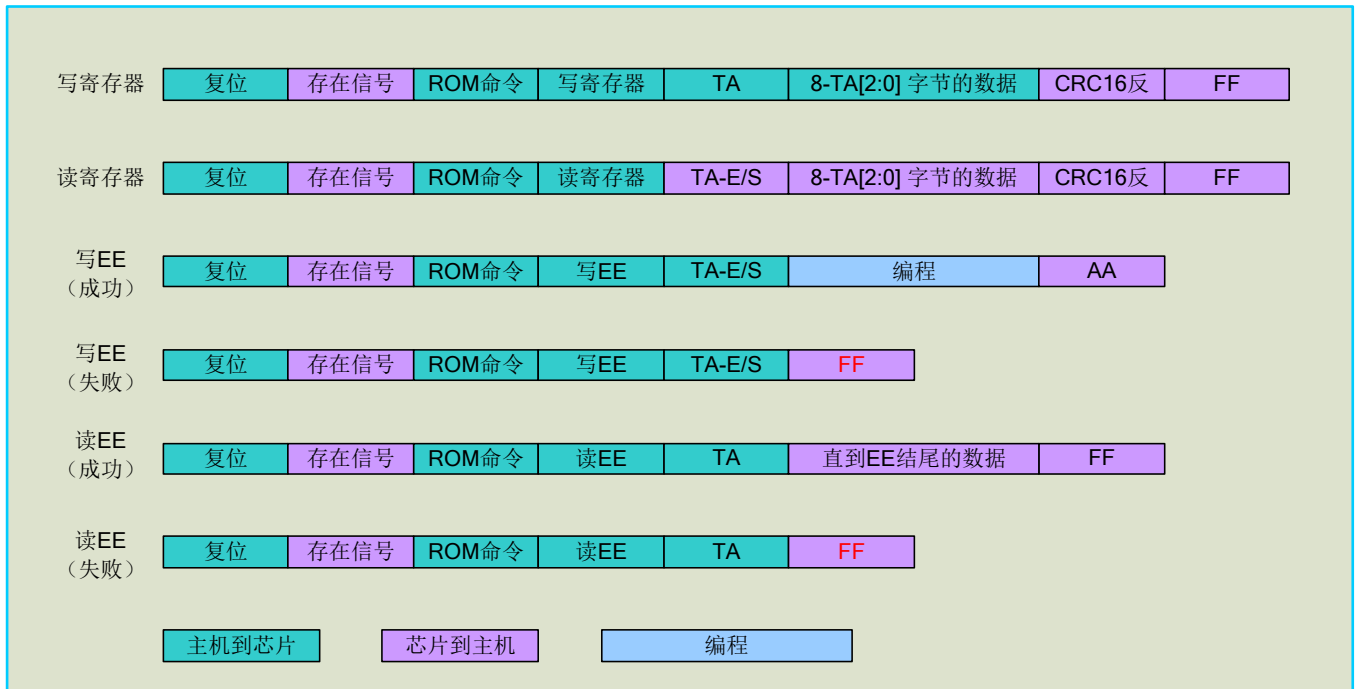 写寄存器 复位 存在信号 ROM命令 写寄存器 TA 8-TA[2:0] 字节的数据 CRC16反 FF
读寄存器 复位 存在信号 ROM命令 读寄存器 TA-E/S 8-TA[2:0] 字节的数据 CRC16反 FF
写EE
（成功）
复位 存在信号 ROM命令 写EE TA-E/S 编程 AA
写EE
（失败）
复位 存在信号 ROM命令 写EE TA-E/S FF
读EE
（成功）
复位 存在信号 ROM命令 读EE TA 直到EE结尾的数据 FF
读EE
（失败）
复位 存在信号 ROM命令 读EE TA FF
主机到芯片 芯片到主机 编程